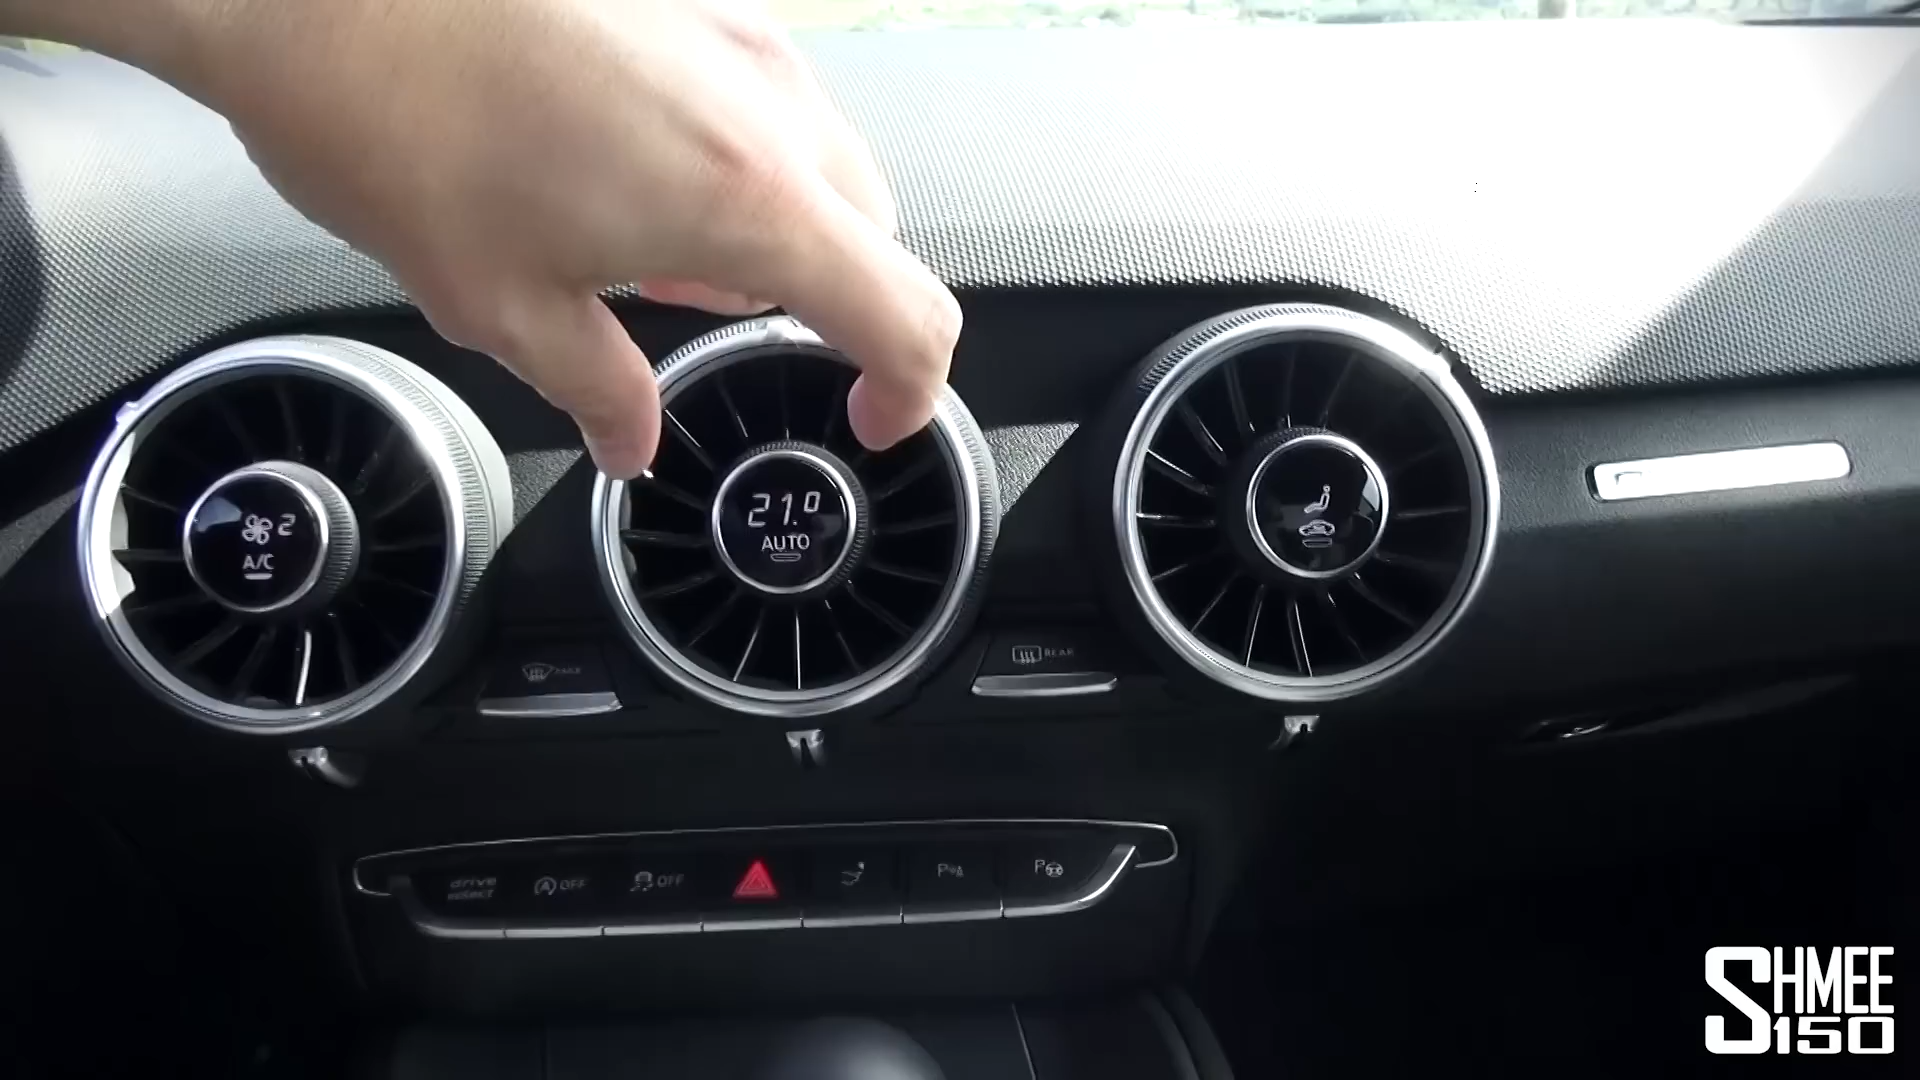 2
A/C
21.0
AUTO
REAR
drive
select
A OFF
OFF
P
P
SHMEE
150